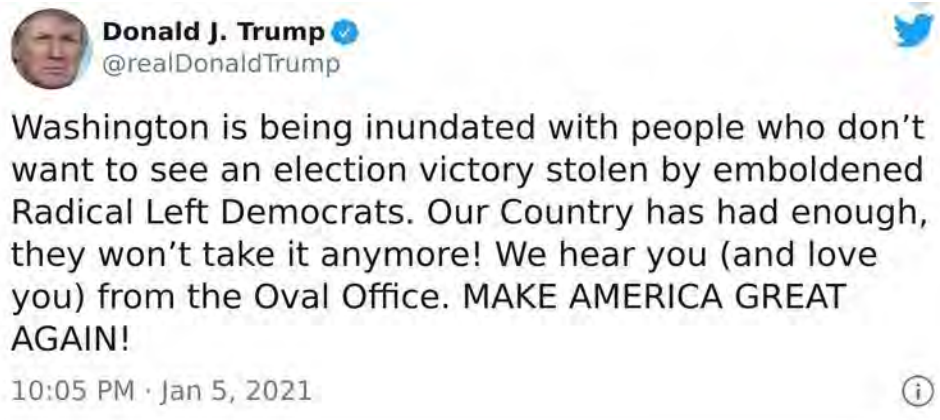 Donald J. Trump
@realDonaldTrump
Washington is being inundated with people who don’t
want to see an election victory stolen by emboldened
Radical Left Democrats. Our Country has had enough,
they won’t take it anymore! We hear you (and love
you) from the Oval Office. MAKE AMERICA GREAT
AGAIN!
10:05 PM · Jan 5, 2021